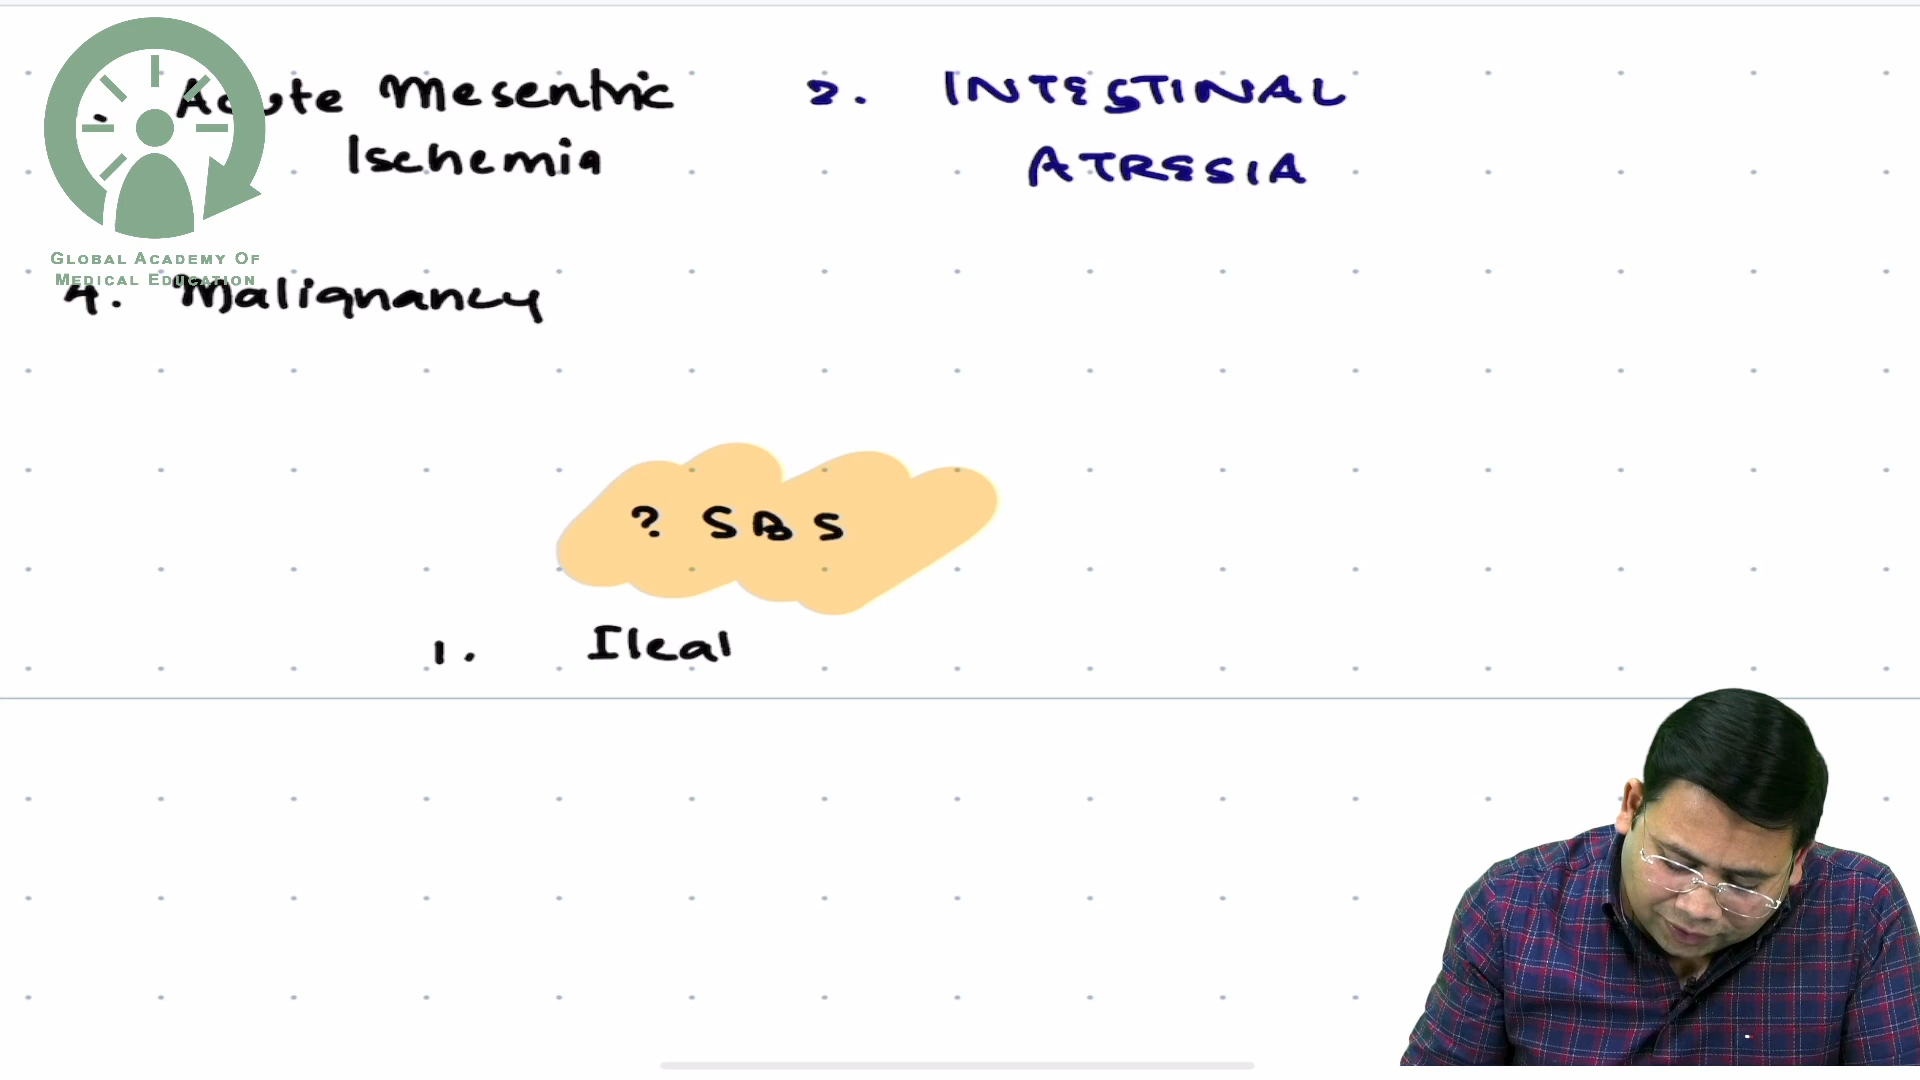 . Acute Mesentric
Ischemia
2. INTESTINAL
ATRESIA
GLOBAL ACADEMY OF
MEDICAL EDUCATION
4. Malignancy
? SBS
1. Ileal